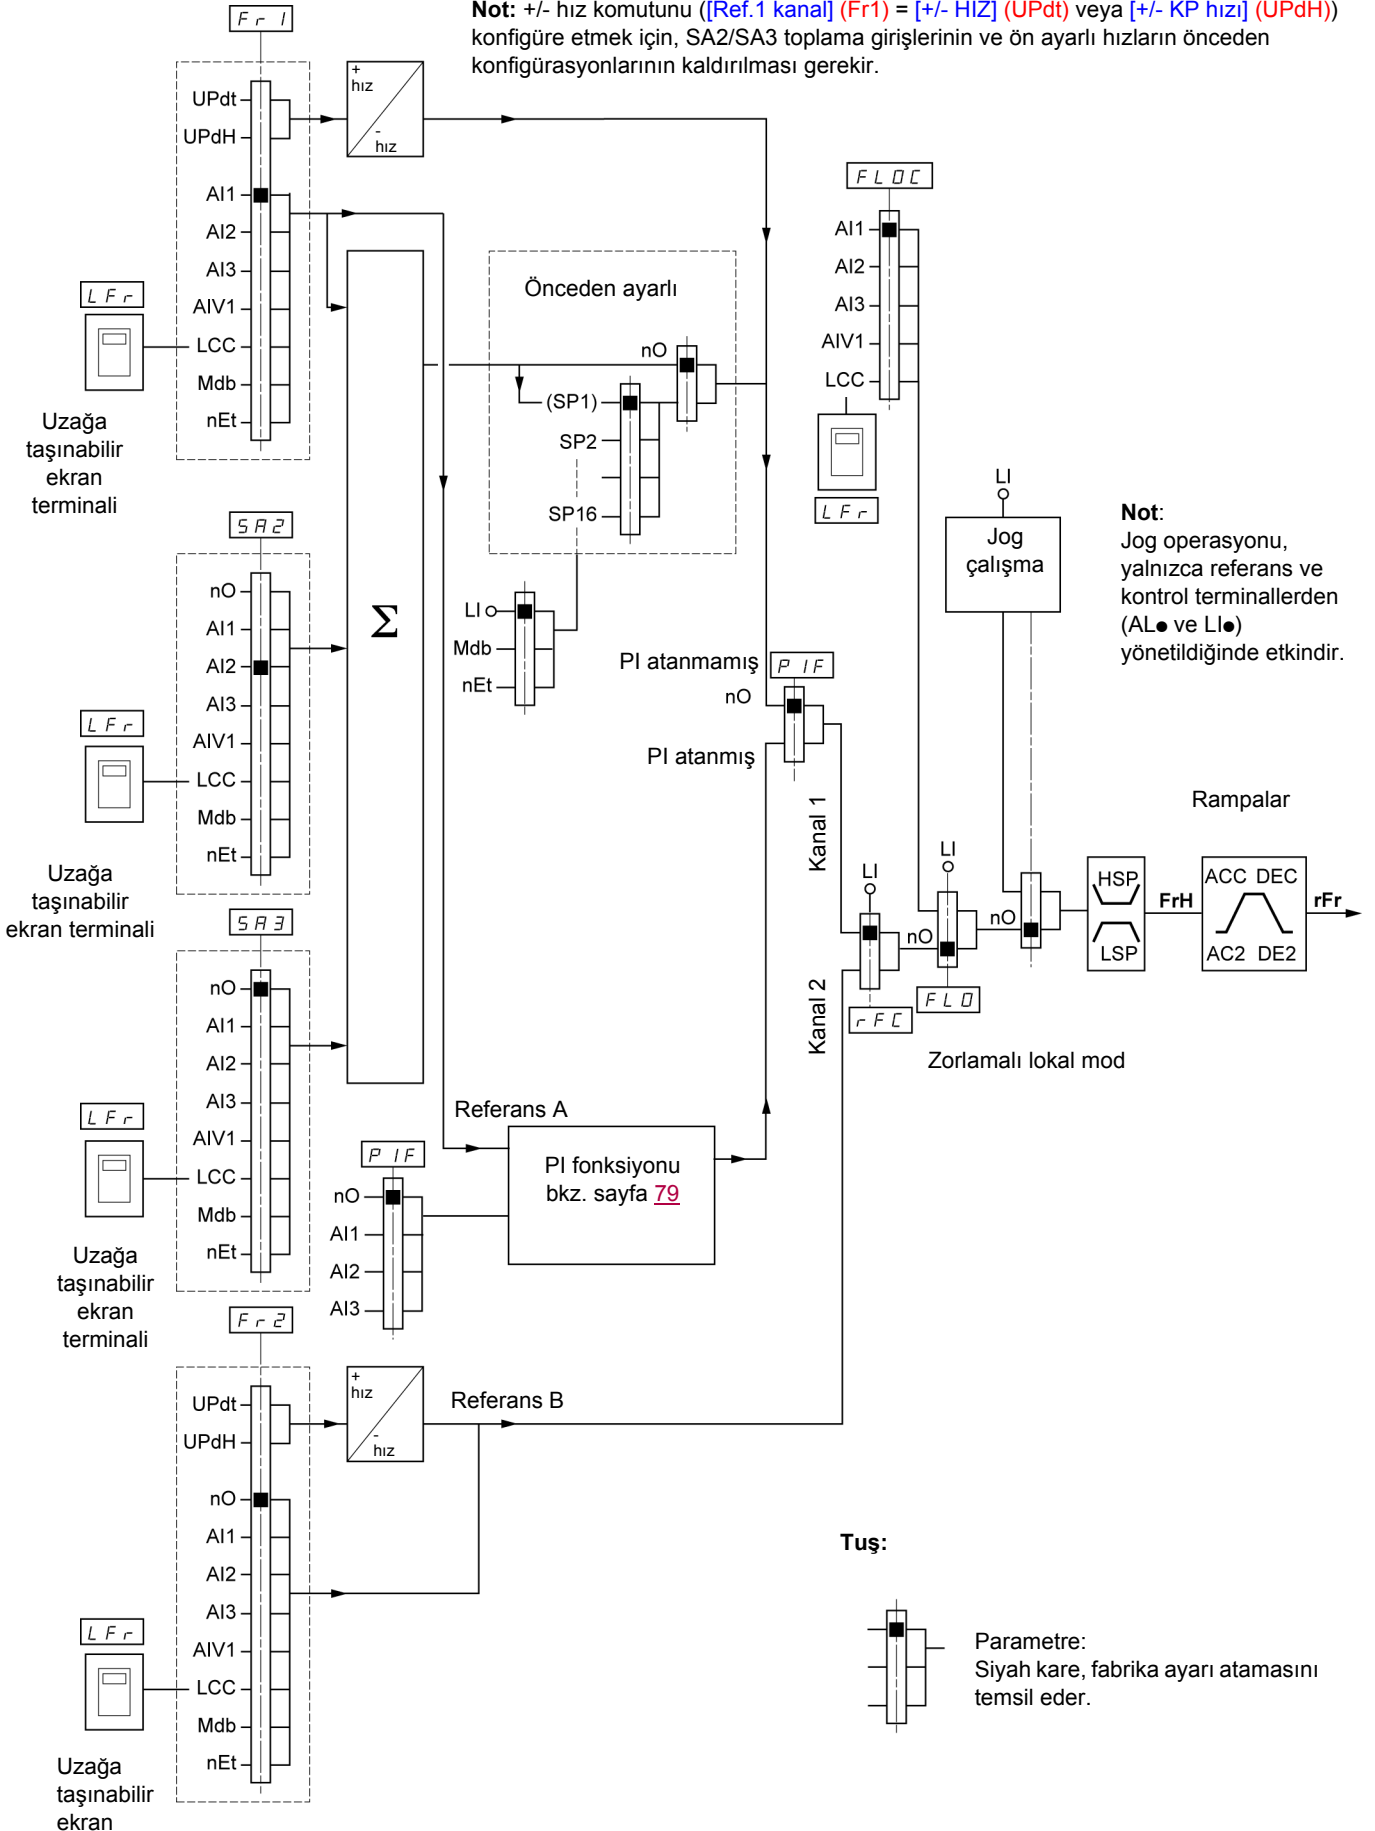 Not: +/- hız komutunu ([Ref.1 kanal] (Fr1) = [+/- HIZ] (UPdt) veya [+/- KP hızı] (UPdH))
konfigüre etmek için, SA2/SA3 toplama girişlerinin ve ön ayarlı hızların önceden
konfigürasyonlarının kaldırılması gerekir.
Fr1
UPdt
UPdH
AI1
AI2
AI3
AIV1
LCC
Mdb
nEt
LFr
Uzağa
taşınabilir
ekran
terminali
+
hız
-
hız
SA2
nO
AI1
AI2
AI3
AIV1
LCC
Mdb
nEt
LFr
Uzağa
taşınabilir
ekran terminali
Σ
Önceden ayarlı
nO
(SP1)
SP2
SP16
LI
Mdb
nEt
FLOC
AI1
AI2
AI3
AIV1
LCC
LFr
LI
Jog
çalışma
Not:
Jog operasyonu,
yalnızca referans ve
kontrol terminallerden
(AL● ve LI●)
yönetildiğinde etkindir.
PI atanmamış
PIF
nO
PI atanmış
Kanal 1
Kanal 2
LI
rFC
nO
LI
FLO
nO
Zorlamalı lokal mod
HSP
LSP
FrH
Rampalar
ACC DEC
AC2 DE2
rFr
SA3
nO
AI1
AI2
AI3
AIV1
LCC
Mdb
nEt
LFr
Uzağa
taşınabilir
ekran
terminali
Referans A
PIF
nO
AI1
AI2
AI3
PI fonksiyonu
bkz. sayfa 79
Fr2
UPdt
UPdH
nO
AI1
AI2
AI3
AIV1
LCC
Mdb
nEt
LFr
Uzağa
taşınabilir
ekran
+
hız
-
hız
Referans B
Tuş:
Parametre:
Siyah kare, fabrika ayarı atamasını
temsil eder.